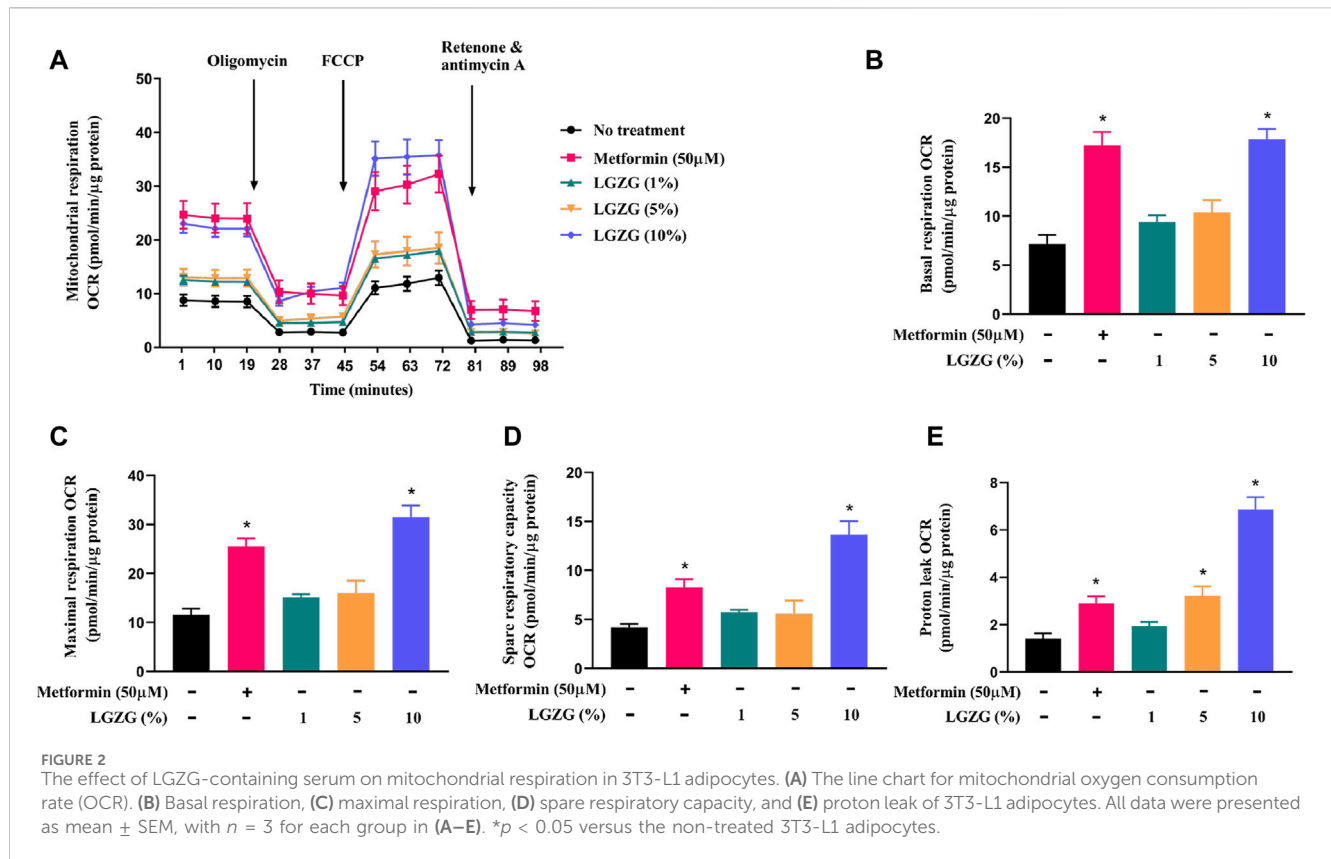 A
Oligomycin
FCCP
Retenone &
antimycin A
Mitochondrial respiration
OCR (pmol/min/µg protein)
50
40
30
20
10
0
1 10 19 28 37 45 54 63 72 81 89 98
Time (minutes)
No treatment
Metformin (50µM)
LGZG (1%)
LGZG (5%)
LGZG (10%)
B
Basal respiration OCR
(pmol/min/µg protein)
20
15
10
5
0
* *
Metformin (50µM) − + − − −
LGZG (%) − − 1 5 10
C
Maximal respiration OCR
(pmol/min/µg protein)
40
30
20
10
0
* *
Metformin (50µM) − + − − −
LGZG (%) − − 1 5 10
D
Spare respiratory capacity
OCR (pmol/min/µg protein)
20
15
10
5
0
* *
Metformin (50µM) − + − − −
LGZG (%) − − 1 5 10
E
Proton leak OCR
(pmol/min/µg protein)
8
6
4
2
0
* * *
Metformin (50µM) − + − − −
LGZG (%) − − 1 5 10
FIGURE 2
The effect of LGZG-containing serum on mitochondrial respiration in 3T3-L1 adipocytes. (A) The line chart for mitochondrial oxygen consumption
rate (OCR). (B) Basal respiration, (C) maximal respiration, (D) spare respiratory capacity, and (E) proton leak of 3T3-L1 adipocytes. All data were presented
as mean ± SEM, with n = 3 for each group in (A–E). *p < 0.05 versus the non-treated 3T3-L1 adipocytes.